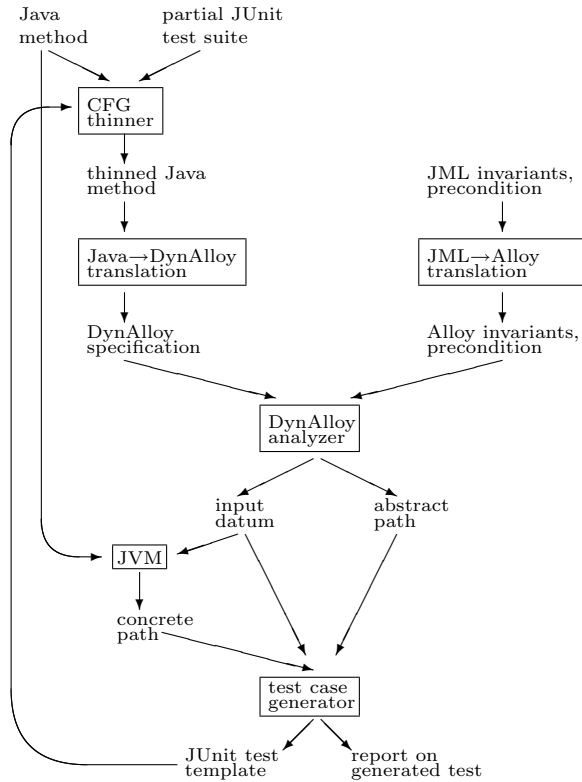 Java
method
partial JUnit
test suite
CFG
thinner
thinned Java
method
JML invariants,
precondition
Java→DynAlloy
translation
JML→Alloy
translation
DynAlloy
specification
Alloy invariants,
precondition
DynAlloy
analyzer
input
datum
abstract
path
JVM
concrete
path
test case
generator
JUnit test
template
report on
generated test